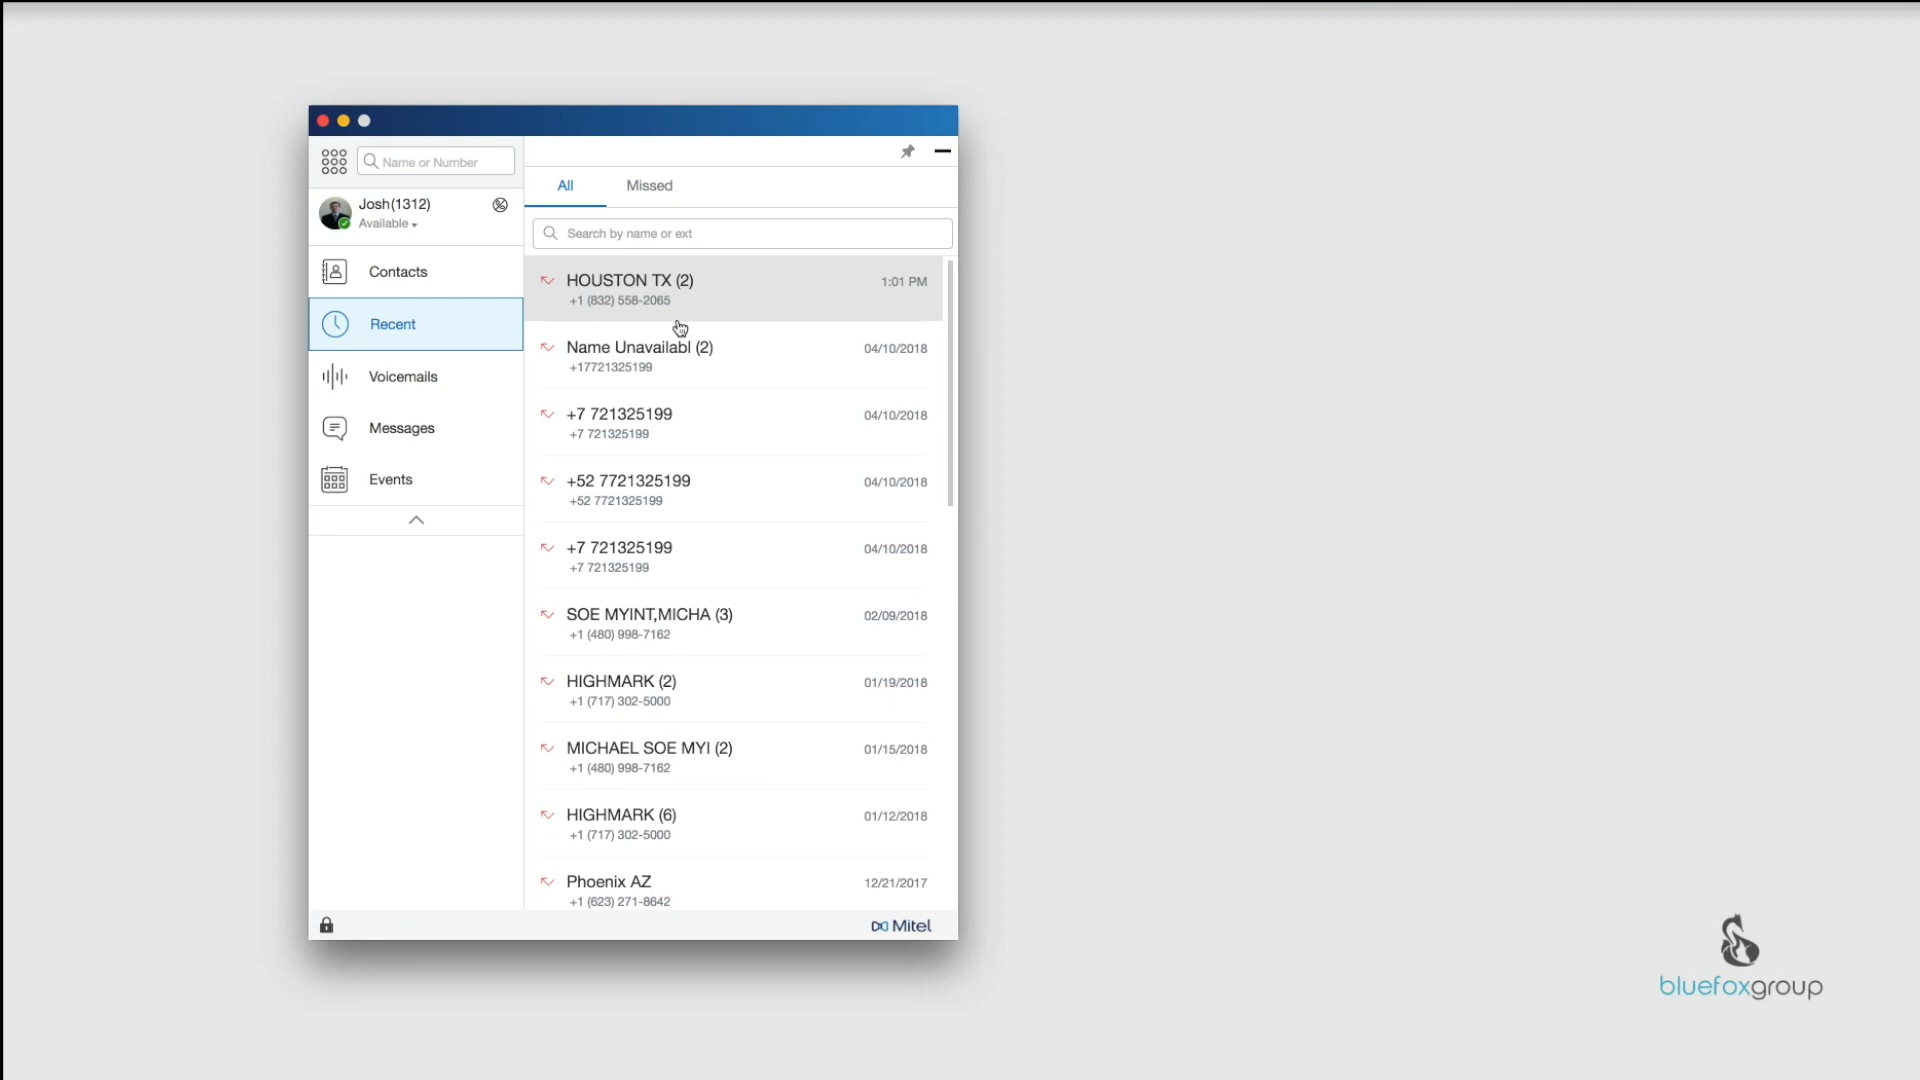 Name or Number
Josh(1312)
Available
Contacts
Recent
Voicemails
Messages
Events
All
Missed
Search by name or ext
HOUSTON TX (2)
1:01 PM
+1 (832) 558-2065
Name Unavailabl (2)
04/10/2018
+17721325199
+7 721325199
04/10/2018
+7 721325199
+52 7721325199
04/10/2018
+52 7721325199
+7 721325199
04/10/2018
+7 721325199
SOE MYINT,MICHA (3)
02/09/2018
+1 (480) 998-7162
HIGHMARK (2)
01/19/2018
+1 (717) 302-5000
MICHAEL SOE MYI (2)
01/15/2018
+1 (480) 998-7162
HIGHMARK (6)
01/12/2018
+1 (717) 302-5000
Phoenix AZ
12/21/2017
+1 (623) 271-8642
Mitel
bluefoxgroup